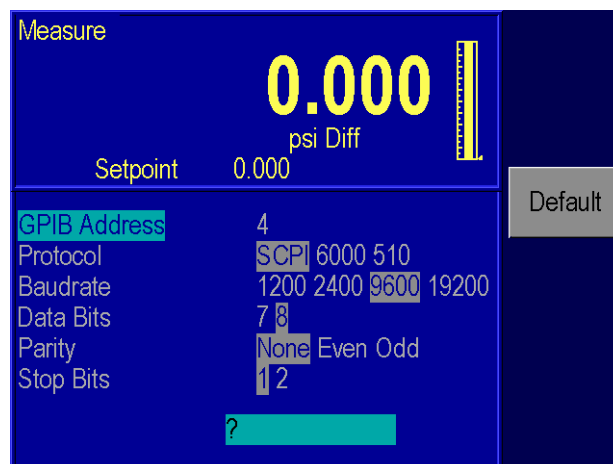 Measure
0.000
psi Diff
Setpoint 0.000
Default
GPIB Address 4
Protocol SCPI 6000 510
Baudrate 1200 2400 9600 19200
Data Bits 7 8
Parity None Even Odd
Stop Bits 1 2
?